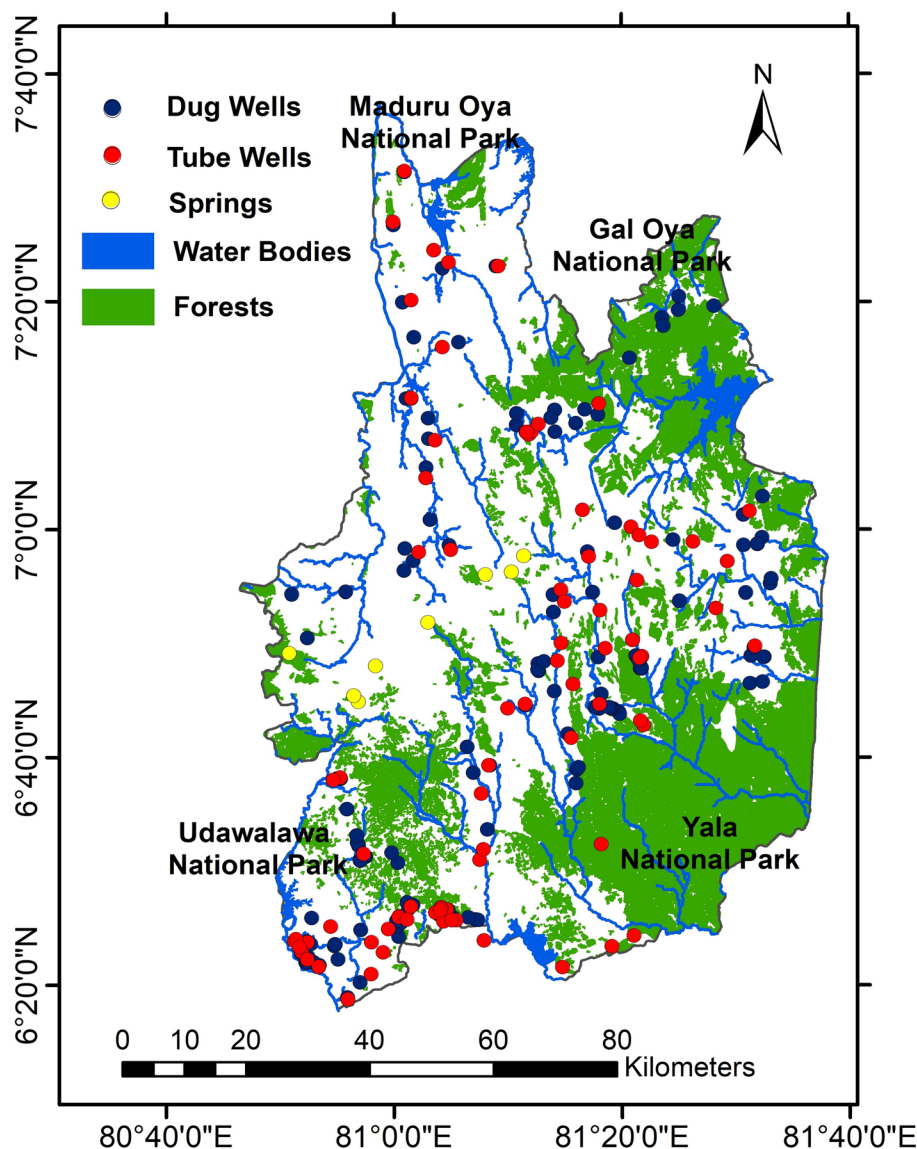 Dug Wells
Tube Wells
Springs
Water Bodies
Forests
Maduru Oya
National Park
N
Gal Oya
National Park
Udawalawa
National Park
Yala
National Park
0 10 20 40 60 80
Kilometers
7°40'0"N
7°20'0"N
7°0'0"N
6°40'0"N
6°20'0"N
80°40'0"E 81°0'0"E 81°20'0"E 81°40'0"E